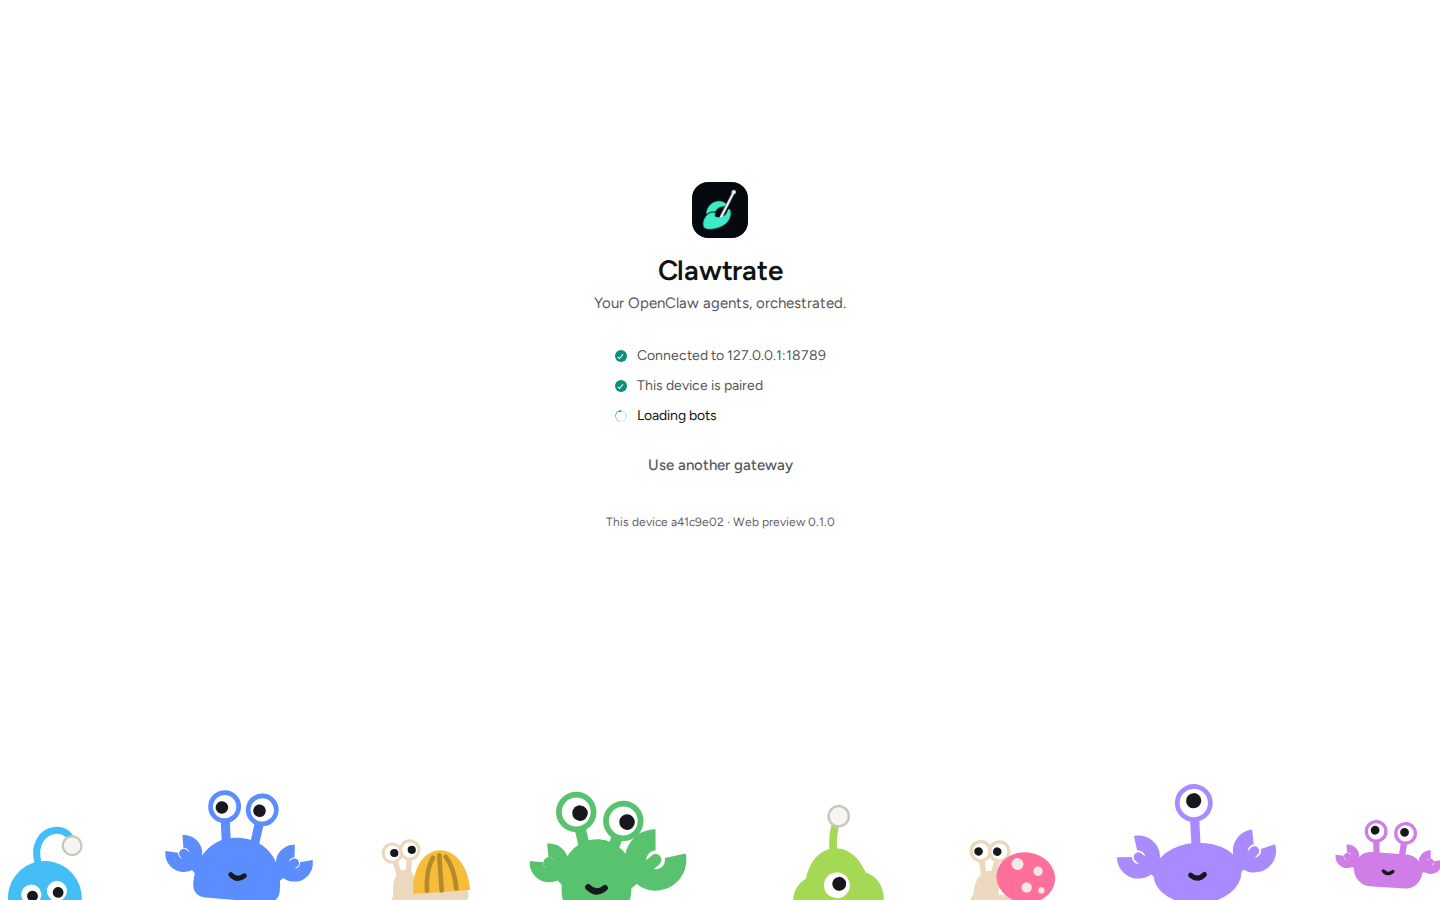 Clawtrate
Your OpenClaw agents, orchestrated.
Connected to 127.0.0.1:18789
This device is paired
Loading bots
Use another gateway
This device a41c9e02 · Web preview 0.1.0